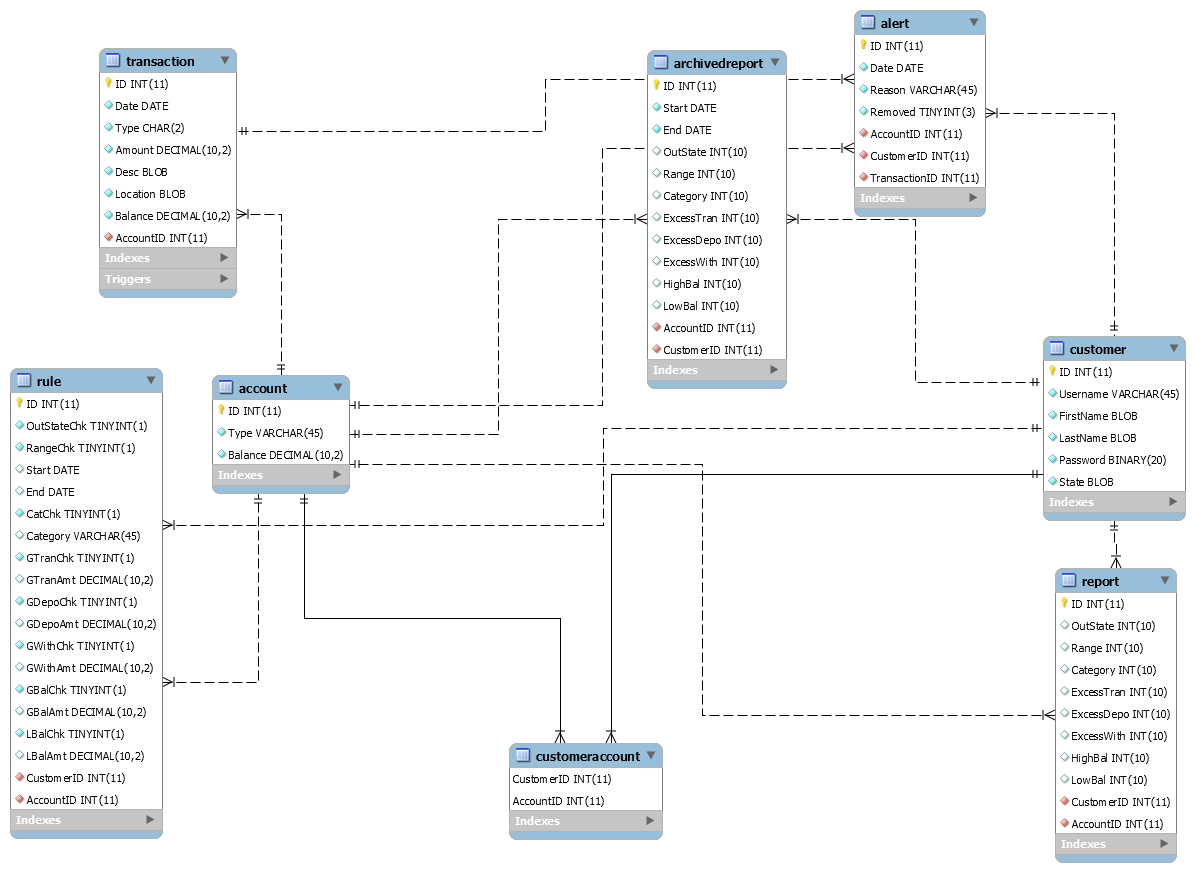 transaction
ID INT(11)
Date DATE
Type CHAR(2)
Amount DECIMAL(10,2)
Desc BLOB
Location BLOB
Balance DECIMAL(10,2)
AccountID INT(11)
Indexes
Triggers
archivedreport
ID INT(11)
Start DATE
End DATE
OutState INT(10)
Range INT(10)
Category INT(10)
ExcessTran INT(10)
ExcessDepo INT(10)
ExcessWith INT(10)
HighBal INT(10)
LowBal INT(10)
AccountID INT(11)
CustomerID INT(11)
Indexes
alert
ID INT(11)
Date DATE
Reason VARCHAR(45)
Removed TINYINT(3)
AccountID INT(11)
CustomerID INT(11)
TransactionID INT(11)
Indexes
rule
ID INT(11)
OutStateChk TINYINT(1)
RangeChk TINYINT(1)
Start DATE
End DATE
CatChk TINYINT(1)
Category VARCHAR(45)
GTranChk TINYINT(1)
GTranAmt DECIMAL(10,2)
GDepoChk TINYINT(1)
GDepoAmt DECIMAL(10,2)
GWithChk TINYINT(1)
GWithAmt DECIMAL(10,2)
GBalChk TINYINT(1)
GBalAmt DECIMAL(10,2)
LBalChk TINYINT(1)
LBalAmt DECIMAL(10,2)
CustomerID INT(11)
AccountID INT(11)
Indexes
account
ID INT(11)
Type VARCHAR(45)
Balance DECIMAL(10,2)
Indexes
customer
ID INT(11)
Username VARCHAR(45)
FirstName BLOB
LastName BLOB
Password BINARY(20)
State BLOB
Indexes
customeraccount
CustomerID INT(11)
AccountID INT(11)
Indexes
report
ID INT(11)
OutState INT(10)
Range INT(10)
Category INT(10)
ExcessTran INT(10)
ExcessDepo INT(10)
ExcessWith INT(10)
HighBal INT(10)
LowBal INT(10)
CustomerID INT(11)
AccountID INT(11)
Indexes